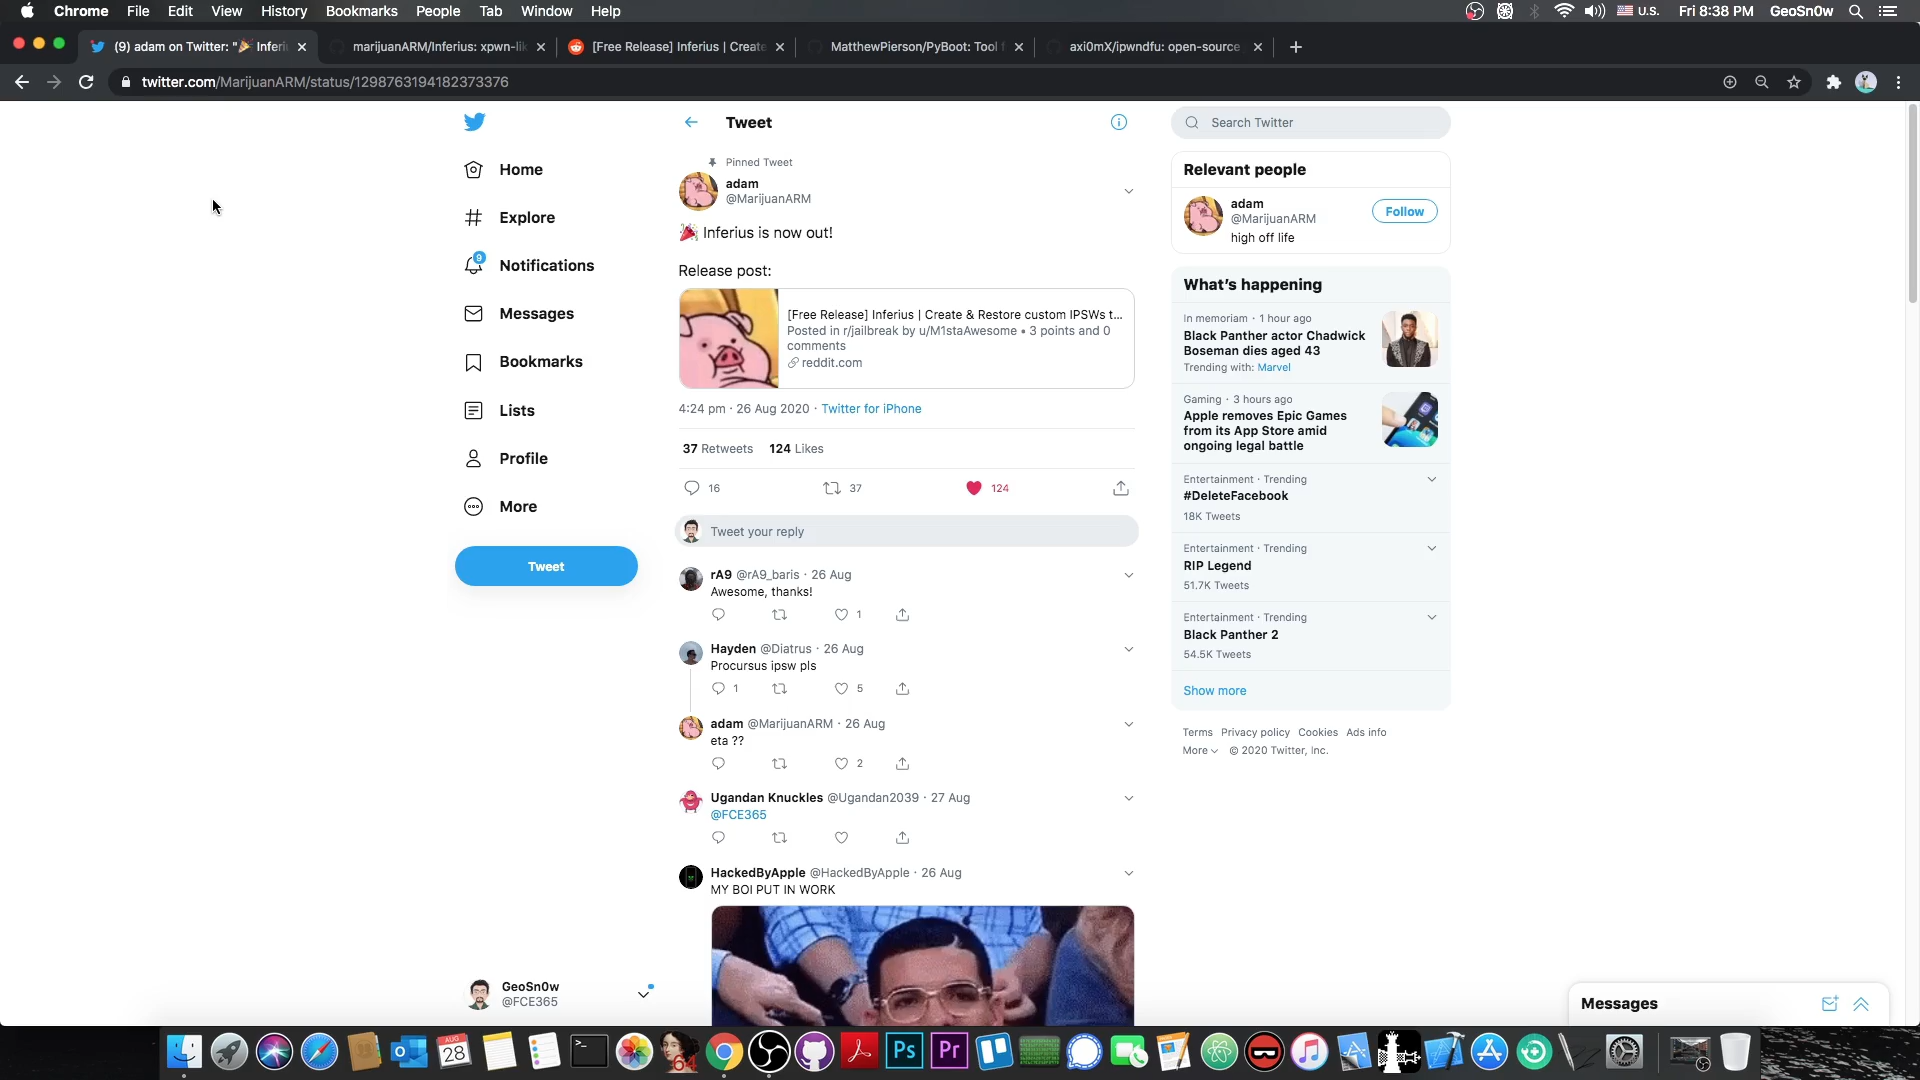 Chrome File Edit View History Bookmarks People Tab Window Help
U.S. Fri 8:38 PM GeoSn0w
(9) adam on Twitter: "🎉 Inferi
marijuanARM/Inferius: xpwn-lik
[Free Release] Inferius | Create
MatthewPierson/PyBoot: Tool f
axi0mX/ipwndfu: open-source
twitter.com/MarijuanARM/status/1298763194182373376
Home
Explore
9
Notifications
Messages
Bookmarks
Lists
Profile
More
Tweet
GeoSn0w
@FCE365
Tweet
Pinned Tweet
adam
@MarijuanARM
🎉 Inferius is now out!
Release post:
[Free Release] Inferius | Create & Restore custom IPSWs t...
Posted in r/jailbreak by u/M1staAwesome • 3 points and 0
comments
reddit.com
4:24 pm · 26 Aug 2020 · Twitter for iPhone
37 Retweets 124 Likes
16 37 124
Tweet your reply
rA9 @rA9_baris · 26 Aug
Awesome, thanks!
1
Hayden @Diatrus · 26 Aug
Procursus ipsw pls
1 5
adam @MarijuanARM · 26 Aug
eta ??
2
Ugandan Knuckles @Ugandan2039 · 27 Aug
@FCE365
HackedByApple @HackedByApple · 26 Aug
MY BOI PUT IN WORK
Search Twitter
Relevant people
adam
@MarijuanARM
Follow
high off life
What's happening
In memoriam · 1 hour ago
Black Panther actor Chadwick
Boseman dies aged 43
Trending with: Marvel
Gaming · 3 hours ago
Apple removes Epic Games
from its App Store amid
ongoing legal battle
Entertainment · Trending
#DeleteFacebook
18K Tweets
Entertainment · Trending
RIP Legend
51.7K Tweets
Entertainment · Trending
Black Panther 2
54.5K Tweets
Show more
Terms Privacy policy Cookies Ads info
More © 2020 Twitter, Inc.
Messages
AUG
28
64
Ps
Pr